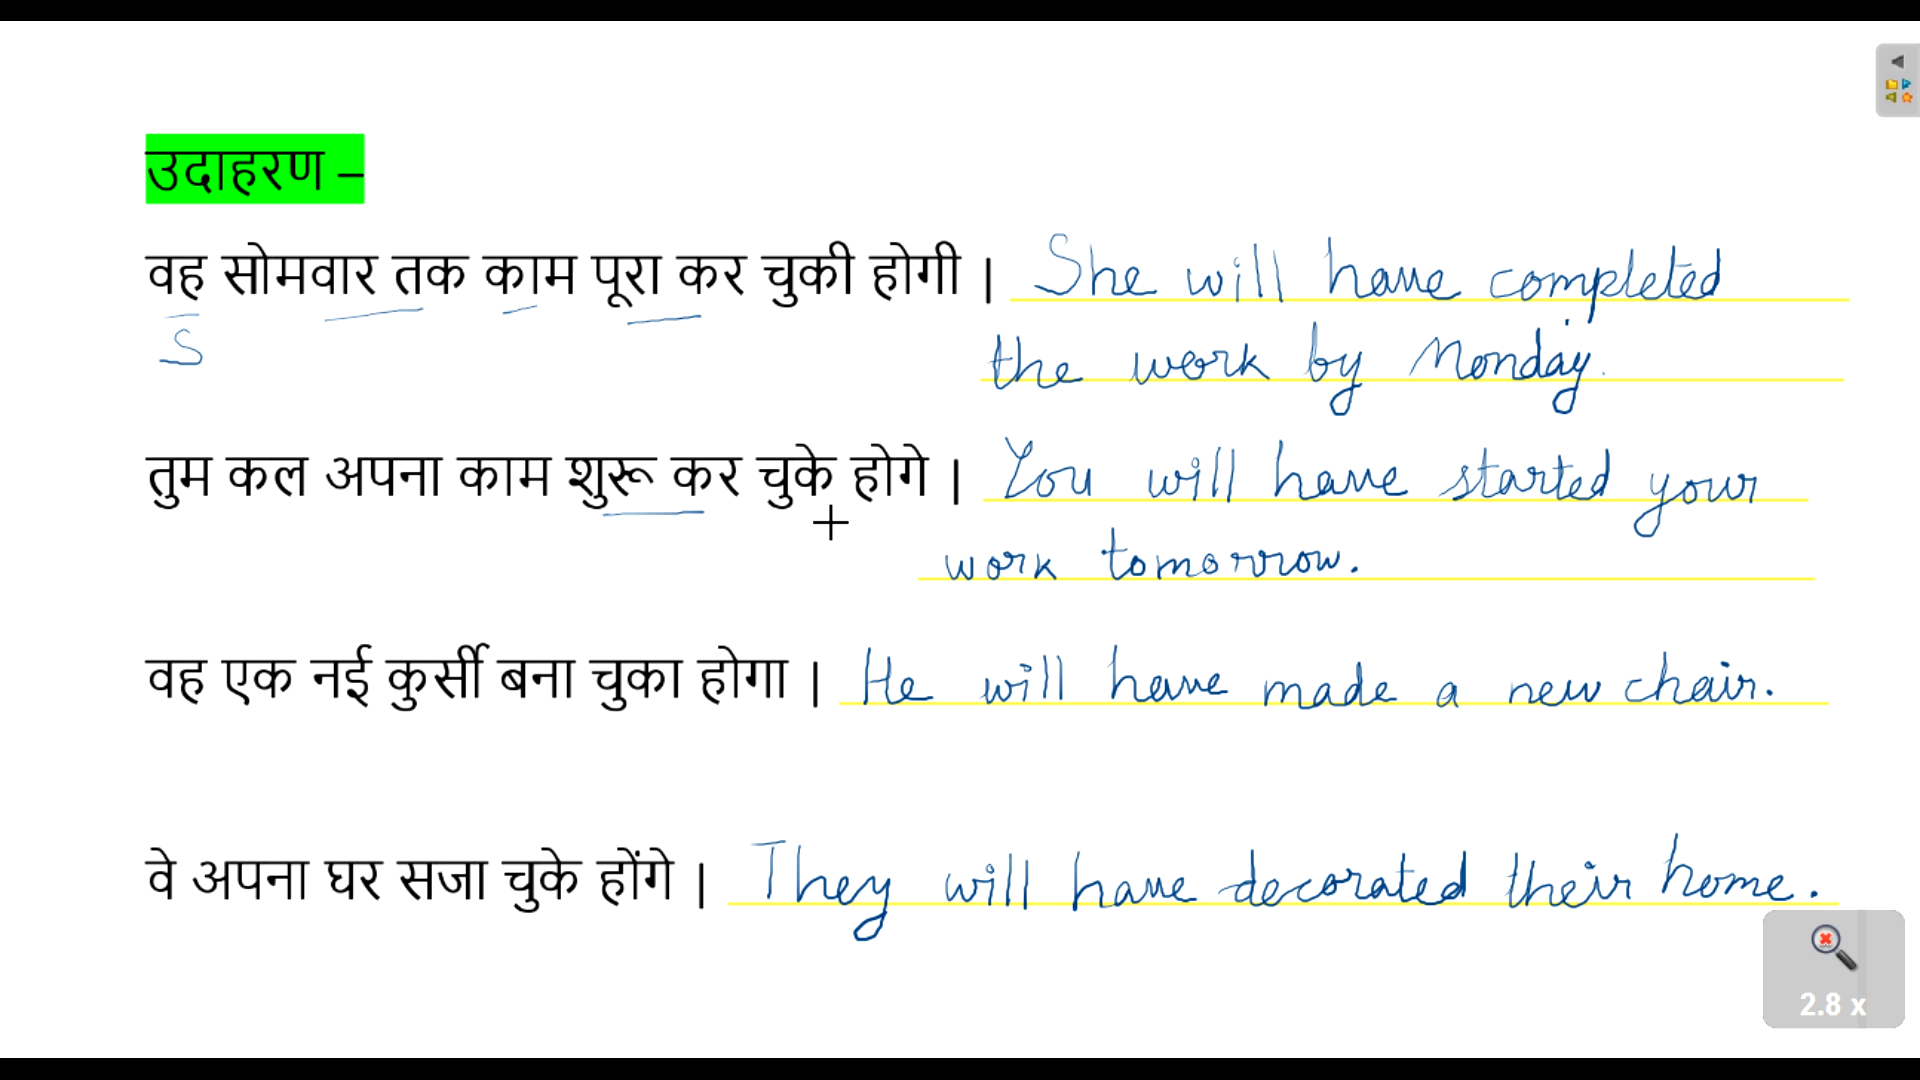 उदाहरण –
वह सोमवार तक काम पूरा कर चुकी होगी | She will have completed
S
the work by Monday.
तुम कल अपना काम शुरू कर चुके होगे | You will have started your
work tomorrow.
वह एक नई कुर्सी बना चुका होगा | He will have made a new chair.
वे अपना घर सजा चुके होंगे | They will have decorated their home.
2.8 x